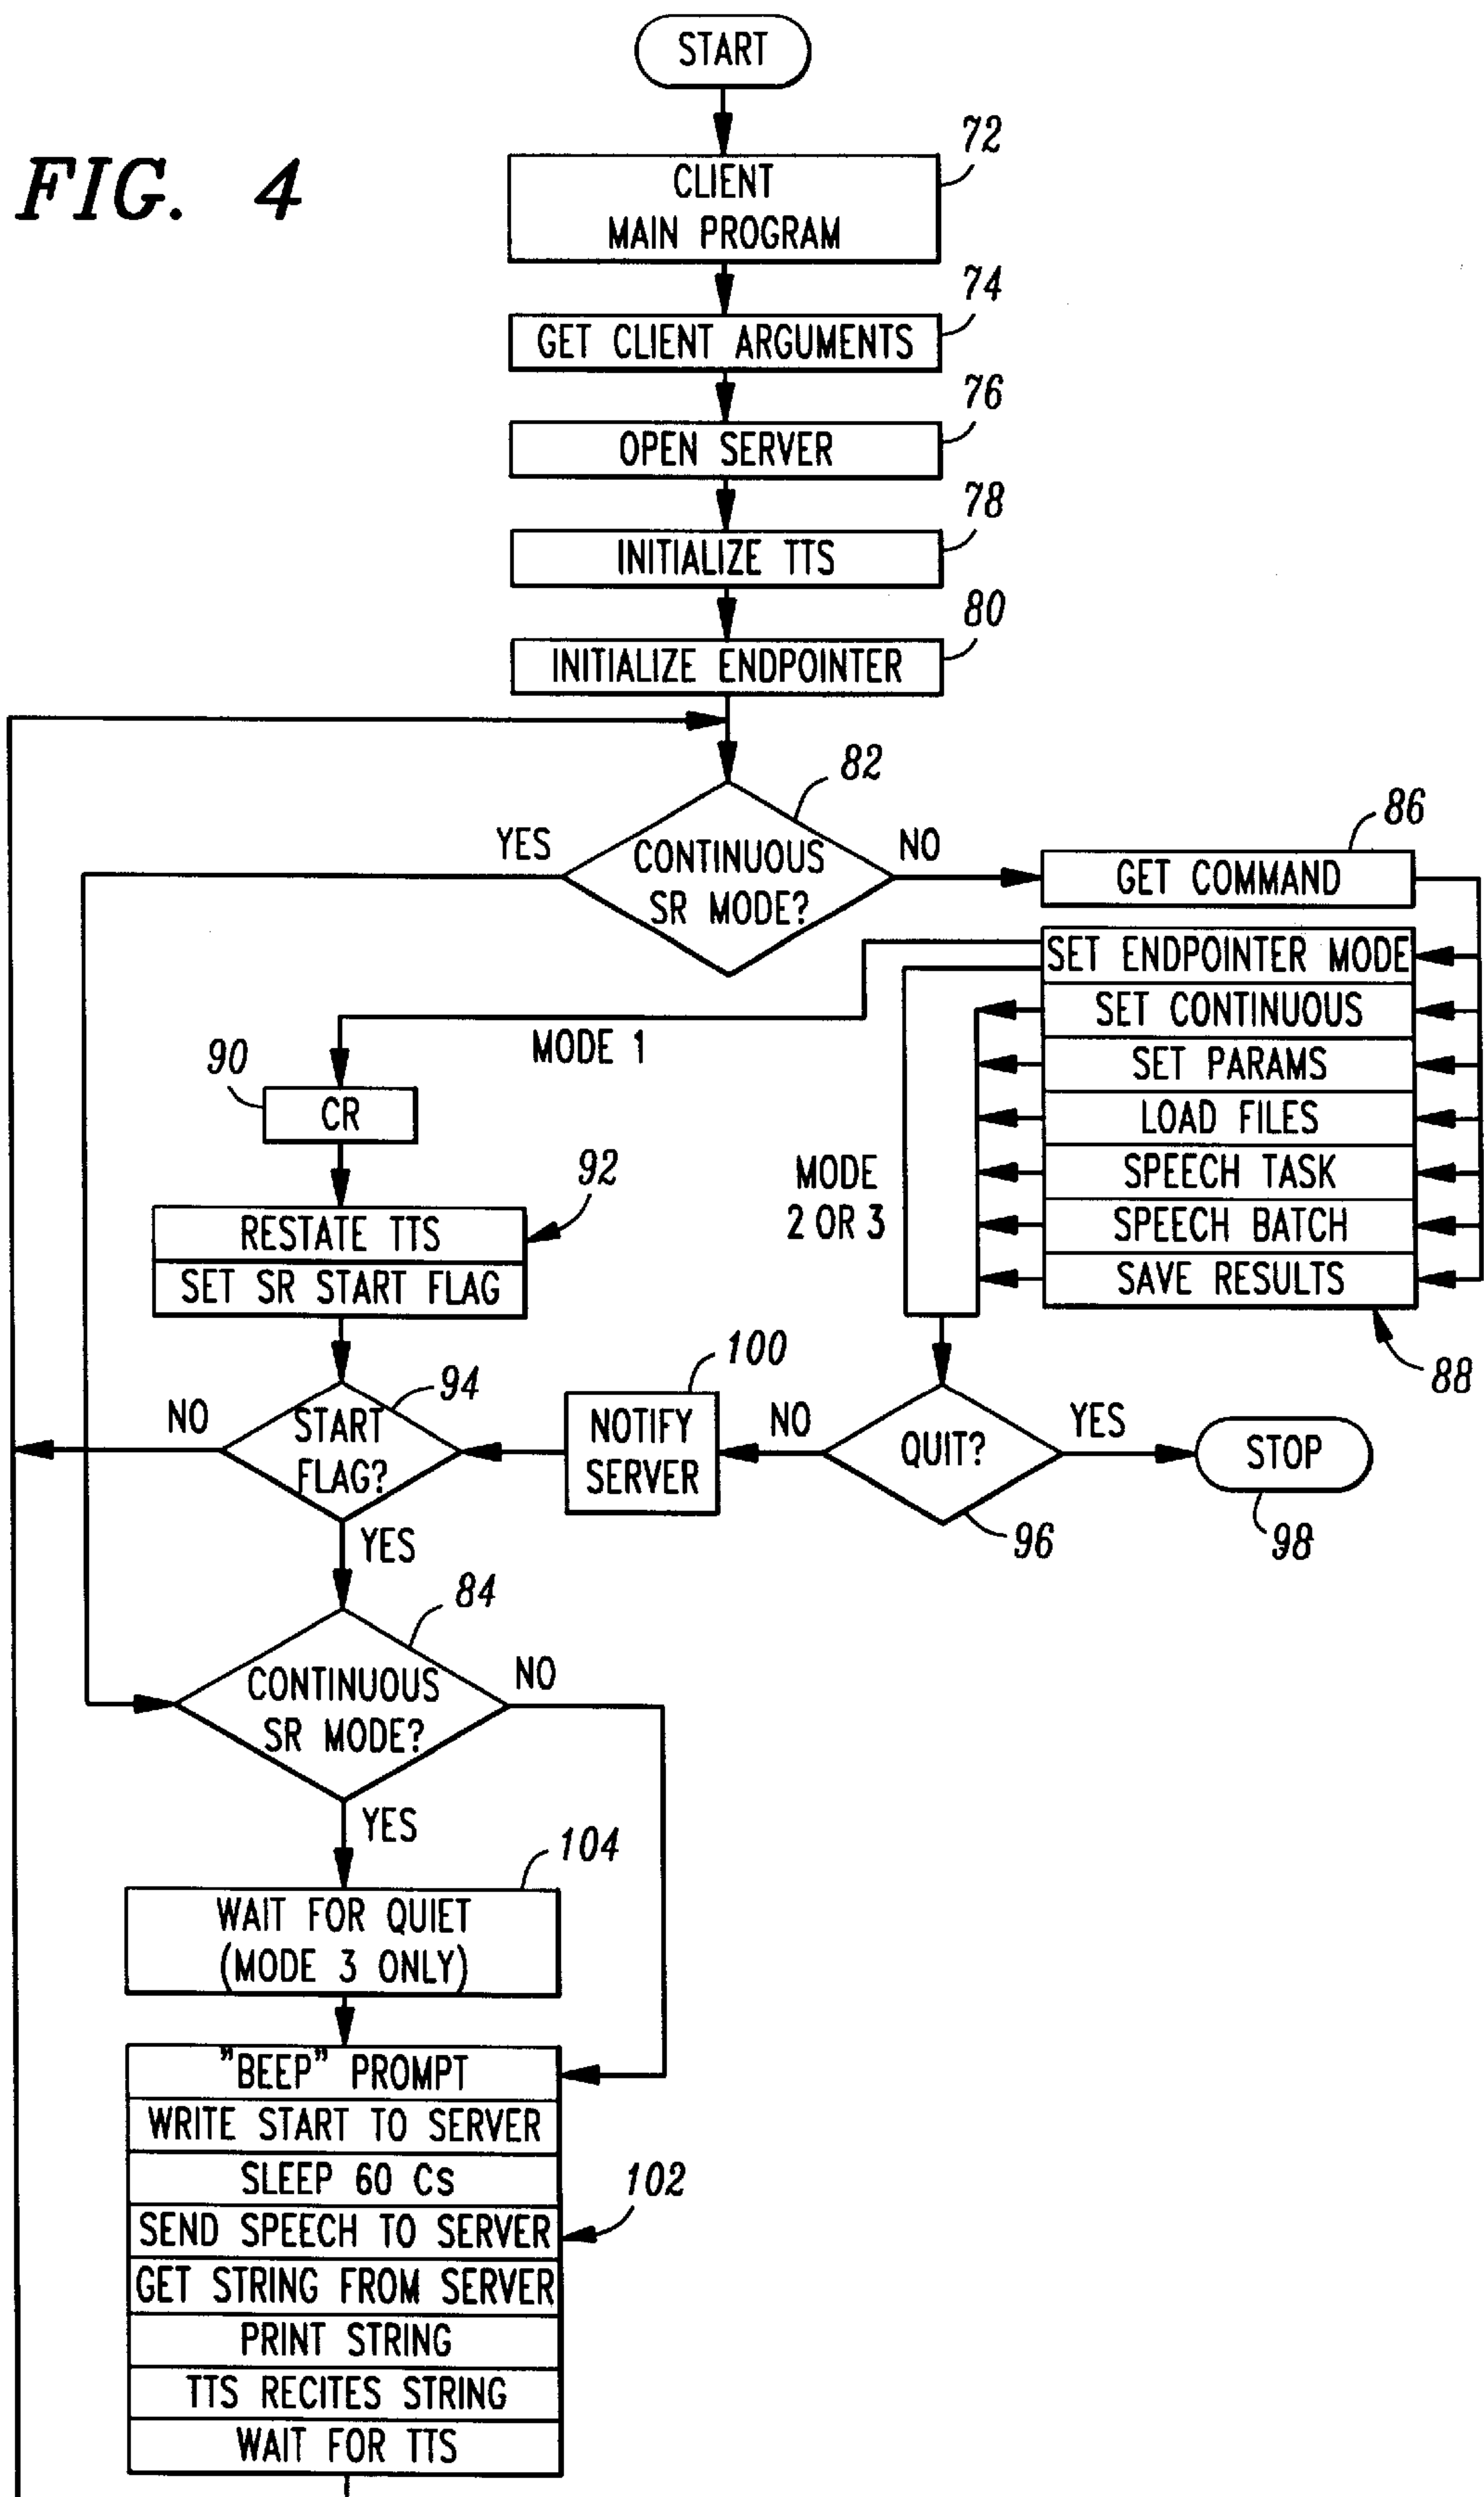 START
FIG. 4
72
CLIENT
MAIN PROGRAM
74
GET CLIENT ARGUMENTS
76
OPEN SERVER
78
INITIALIZE TTS
80
INITIALIZE ENDPOINTER
82
YES
CONTINUOUS
SR MODE?
NO
86
GET COMMAND
SET ENDPOINTER MODE
SET CONTINUOUS
SET PARAMS
LOAD FILES
SPEECH TASK
SPEECH BATCH
SAVE RESULTS
88
MODE 1
90
CR
92
RESTATE TTS
SET SR START FLAG
MODE
2 OR 3
94
NO
START
FLAG?
YES
100
NOTIFY
SERVER
NO
QUIT?
96
YES
STOP
98
84
CONTINUOUS
SR MODE?
NO
YES
104
WAIT FOR QUIET
(MODE 3 ONLY)
"BEEP" PROMPT
WRITE START TO SERVER
SLEEP 60 Cs
102
SEND SPEECH TO SERVER
GET STRING FROM SERVER
PRINT STRING
TTS RECITES STRING
WAIT FOR TTS